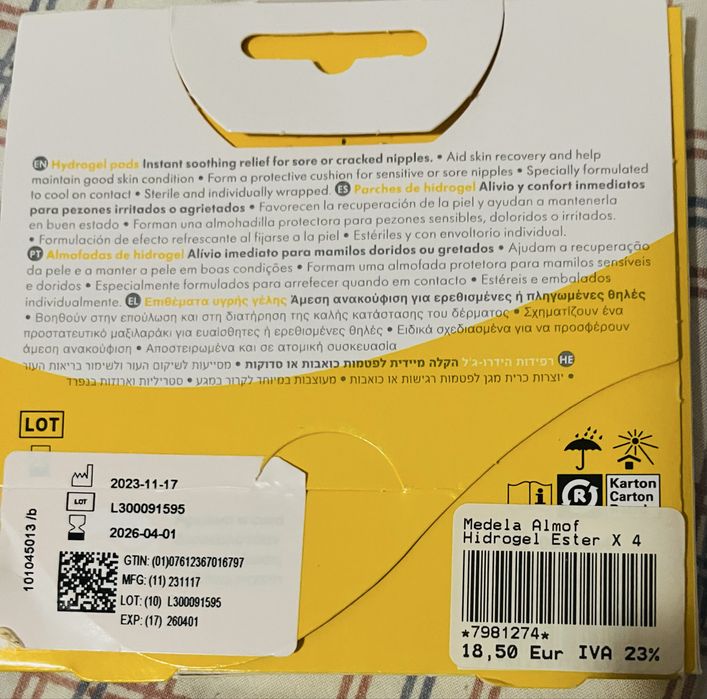 EN Hydrogel pads Instant soothing relief for sore or cracked nipples. • Aid skin recovery and help
maintain good skin condition • Form a protective cushion for sensitive or sore nipples • Specially formulated
to cool on contact • Sterile and individually wrapped. ES Parches de hidrogel Alivio y confort inmediatos
para pezones irritados o agrietados • Favorecen la recuperación de la piel y ayudan a mantenerla
en buen estado • Forman una almohadilla protectora para pezones sensibles, doloridos o irritados.
• Formulación de efecto refrescante al fijarse a la piel • Estériles y con envoltorio individual.
PT Almofadas de hidrogel Alívio imediato para mamilos doridos ou gretados • Ajudam a recuperação
da pele e a manter a pele em boas condições • Formam uma almofada protetora para mamilos sensíveis
e doridos • Especialmente formulados para arrefecer quando em contacto • Estéreis e embalados
individualmente. EL Επιθέματα υγρής γέλης Άμεση ανακούφιση για ερεθισμένες ή πληγωμένες θηλές
• Βοηθούν στην επούλωση και στη διατήρηση της καλής κατάστασης του δέρματος • Σχηματίζουν ένα
προστατευτικό μαξιλαράκι για ευαίσθητες ή ερεθισμένες θηλές • Ειδικά σχεδιασμένα για να προσφέρουν
άμεση ανακούφιση • Αποστειρωμένα και σε ατομική συσκευασία
HE רפידות הידרו-ג'ל הקלה מיידית לפטמות כואבות או סדוקות • מסייעות לשיקום העור ולשימור בריאות העור
• יוצרות כרית מגן לפטמות רגישות או כואבות • מעוצבות במיוחד לקרור במגע • סטריליות וארוזות בנפרד
LOT
2023-11-17
LOT L300091595
2026-04-01
GTIN: (01)07612367016797
MFG: (11) 231117
LOT: (10) L300091595
EXP: (17) 260401
101045013 /b
R
Karton
Carton
Medela Almof
Hidrogel Ester X 4
*7981274*
18,50 Eur IVA 23%